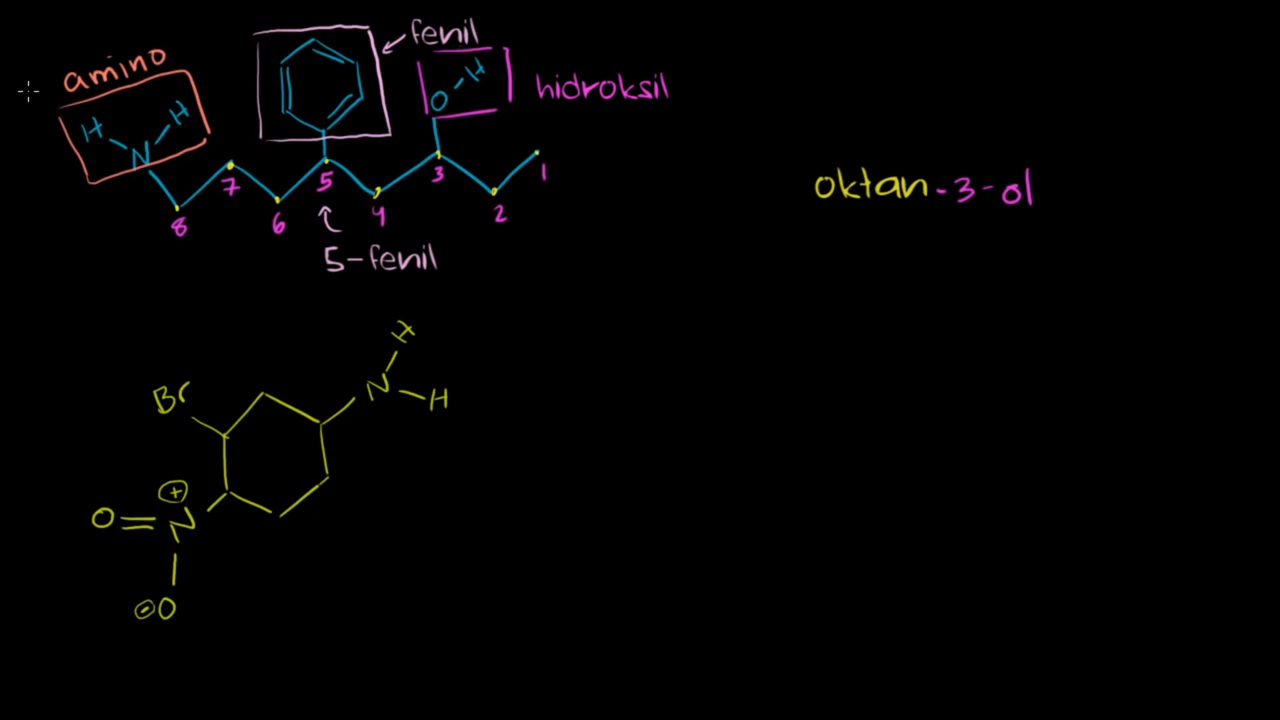 amino
fenil
hidroksil
H H
N
O-H
8 7 6 5 4 3 2 1
5-fenil
oktan-3-ol
Br
H
N-H
+
O=N
-O